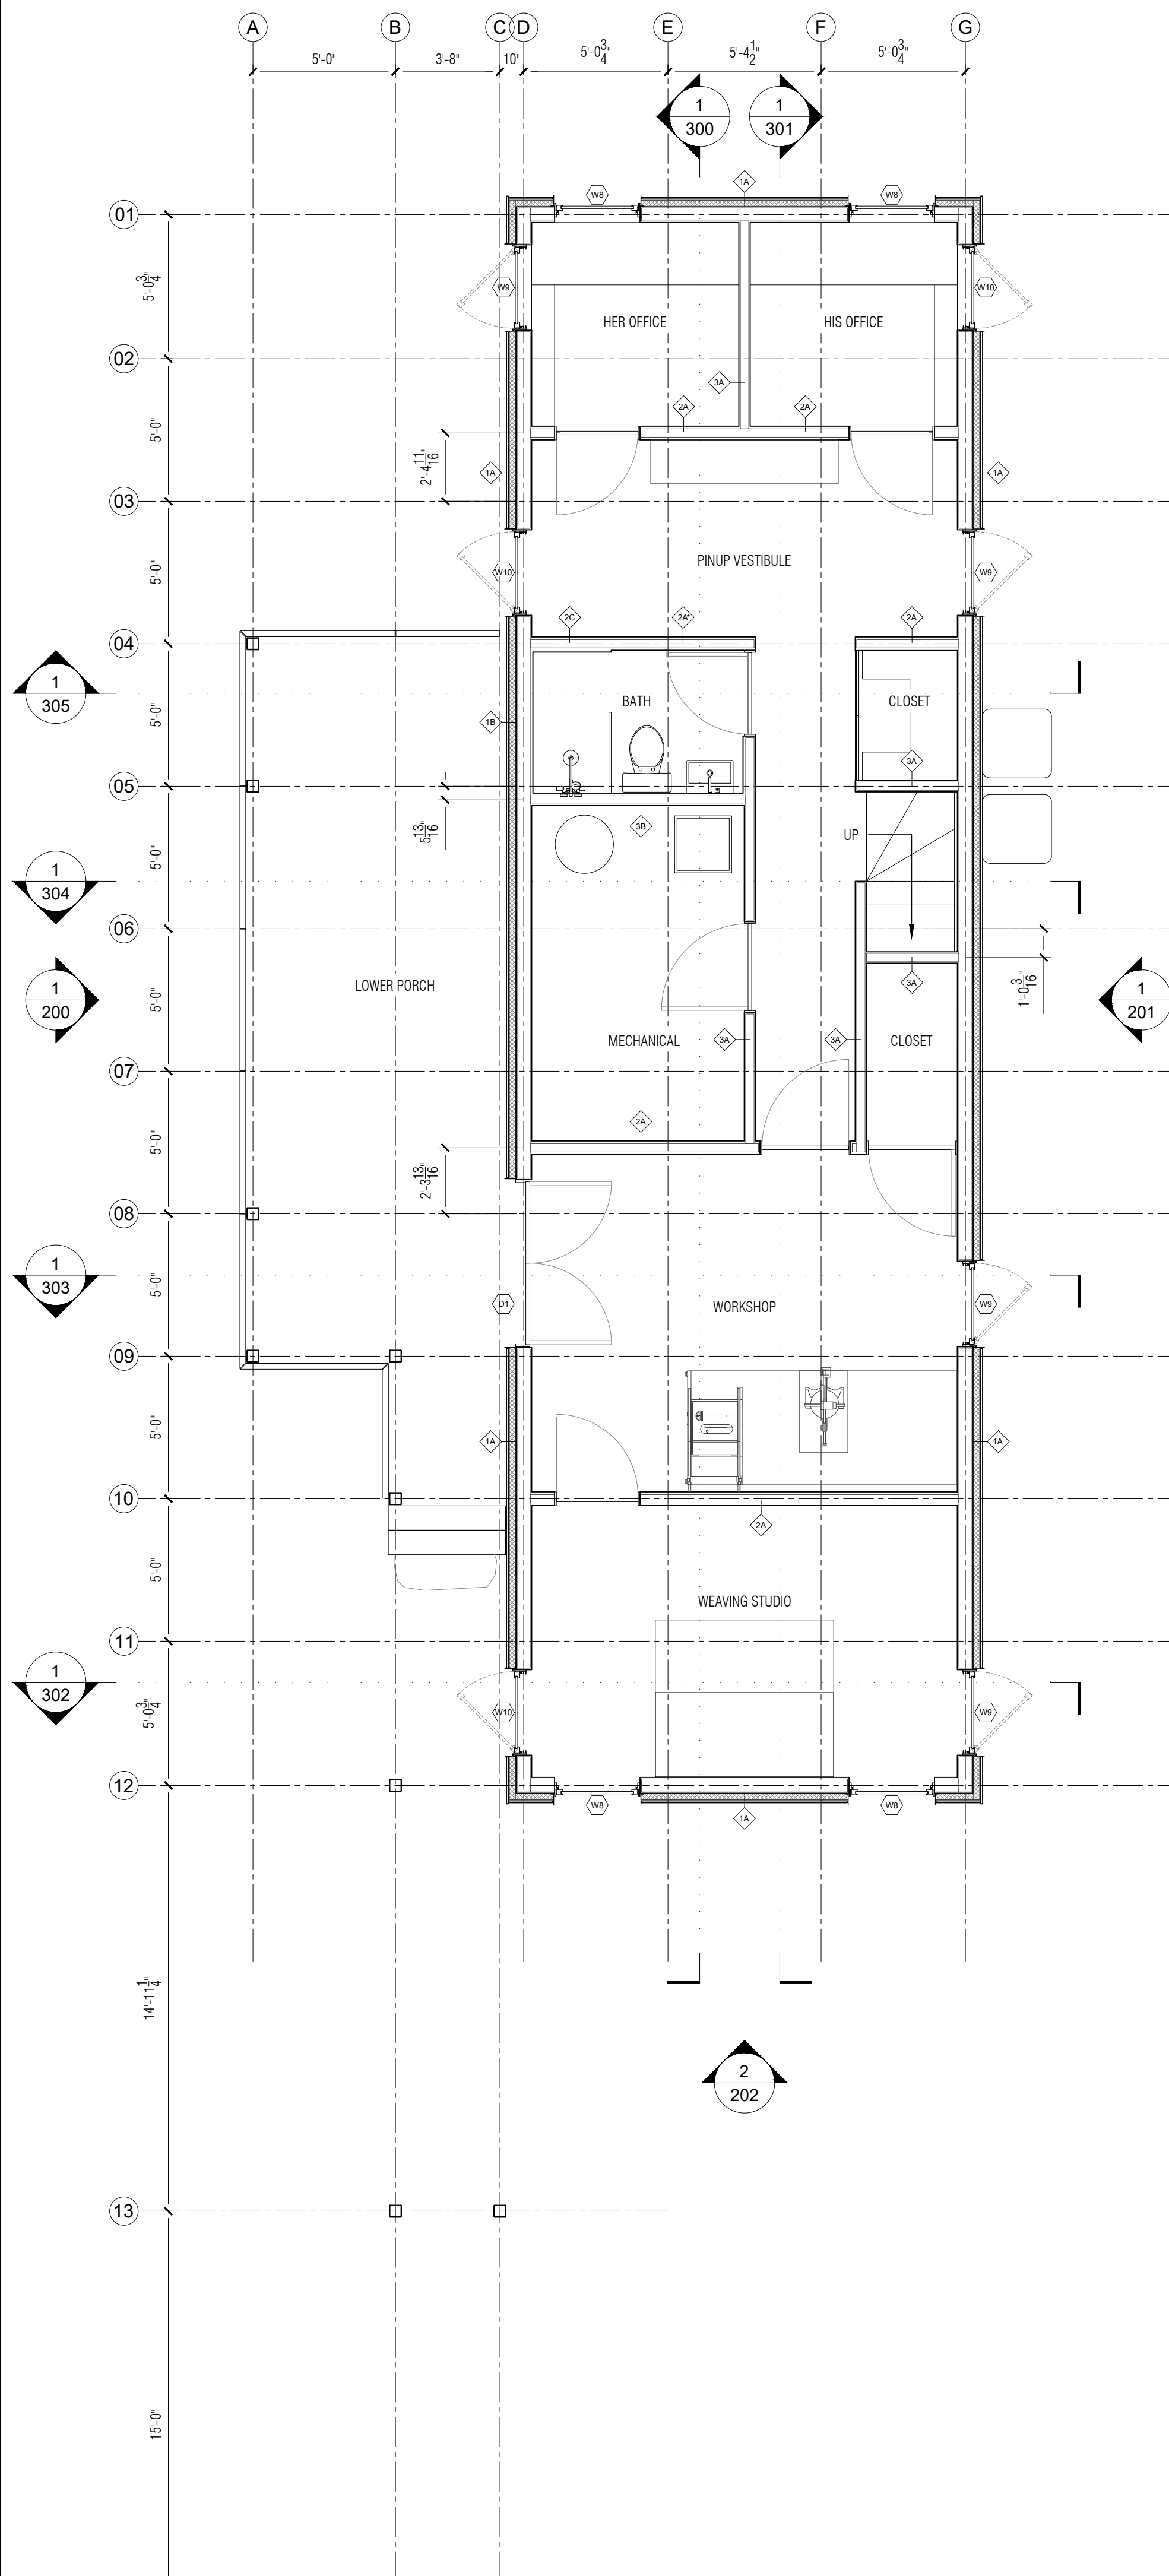 A B C D E F G
5'-0" 3'-8" 10" 5'-0 3/4" 5'-4 1/2" 5'-0 3/4"
1
300
1
301
1A
W8 W8
01
5'-0 3/4"
W9 W10
HER OFFICE HIS OFFICE
02
3A
2A 2A
5'-0"
2'-4 11/16"
1A 1A
03
PINUP VESTIBULE
5'-0"
W10 W9
2C 2A* 2A
04
1
305
BATH CLOSET
5'-0"
1B
3A
05
3B
UP
5 13/16"
5'-0"
1
304
06
3A
LOWER PORCH
1
200
5'-0"
1'-0 3/16"
1
201
MECHANICAL 3A 3A CLOSET
07
2A
5'-0"
2'-3 13/16"
08
1
303
5'-0"
D1 WORKSHOP W9
09
5'-0"
1A 1A
10
2A
5'-0"
WEAVING STUDIO
11
1
302
5'-0 3/4"
W10 W9
12
W8 W8
1A
14'-11 1/4"
2
202
13
15'-0"